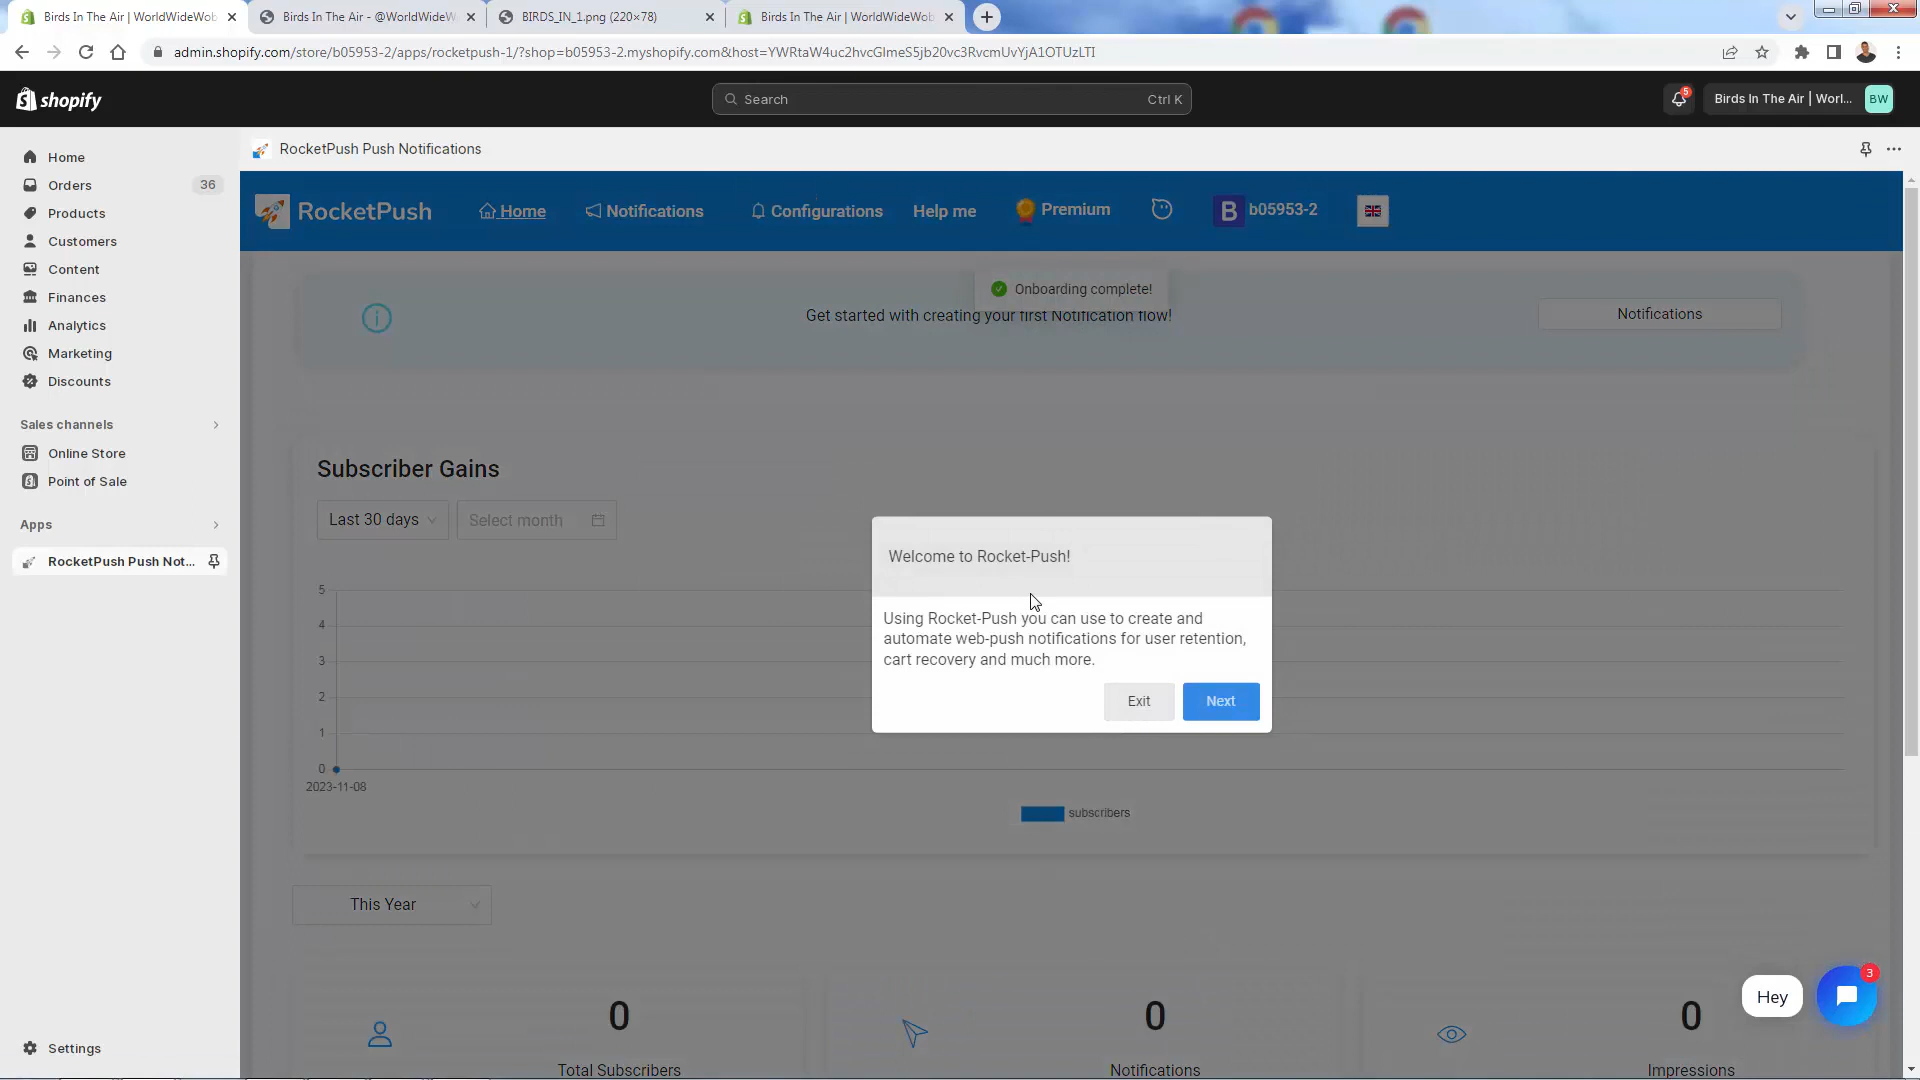 Birds In The Air | WorldWideWob
Birds In The Air - @WorldWideW
BIRDS_IN_1.png (220×78)
Birds In The Air | WorldWideWob
admin.shopify.com/store/b05953-2/apps/rocketpush-1/?shop=b05953-2.myshopify.com&host=YWRtaW4uc2hvcGlmeS5jb20vc3RvcmUvYjA1OTUzLTI
shopify
Search
Ctrl K
5
Birds In The Air | Worl...
BW
Home
Orders
36
Products
Customers
Content
Finances
Analytics
Marketing
Discounts
Sales channels
Online Store
Point of Sale
Apps
RocketPush Push Not...
Settings
RocketPush Push Notifications
RocketPush
Home
Notifications
Configurations
Help me
Premium
B
b05953-2
Onboarding complete!
Get started with creating your first Notification flow!
Notifications
Subscriber Gains
Last 30 days
Select month
5
4
3
2
1
0
2023-11-08
subscribers
Welcome to Rocket-Push!
Using Rocket-Push you can use to create and
automate web-push notifications for user retention,
cart recovery and much more.
Exit
Next
This Year
0
Total Subscribers
0
Notifications
0
Impressions
Hey
3